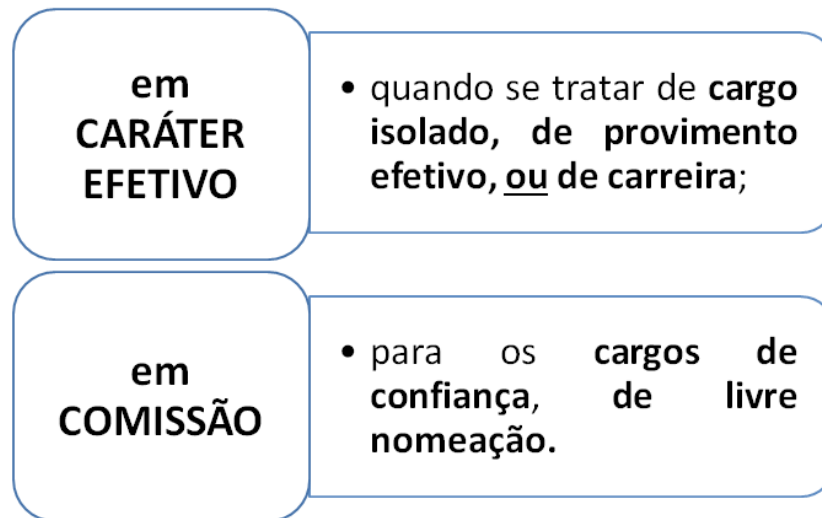 em
CARÁTER
EFETIVO
• quando se tratar de cargo
isolado, de provimento
efetivo, ou de carreira;
em
COMISSÃO
• para os cargos de
confiança, de livre
nomeação.